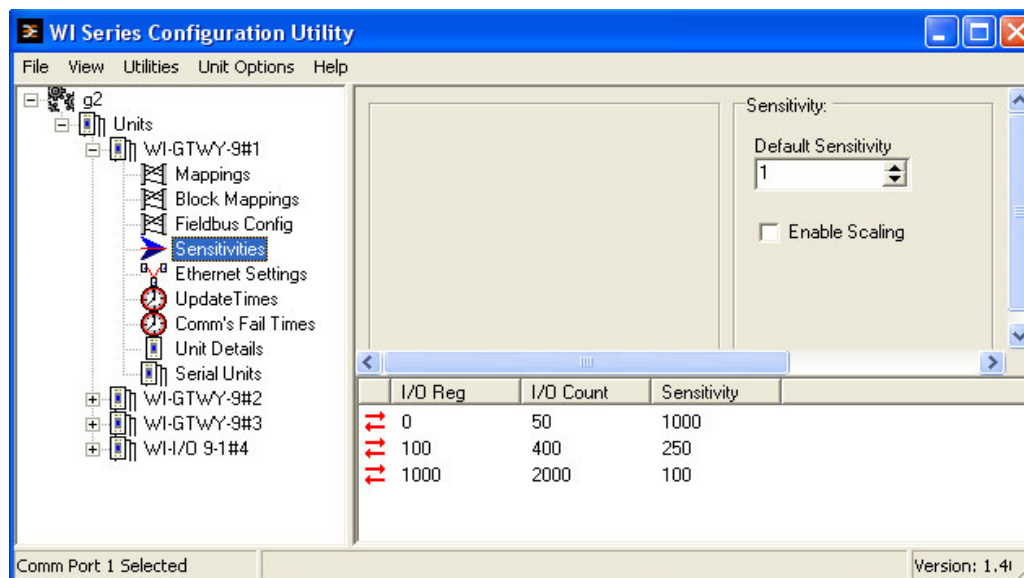 WI Series Configuration Utility
File View Utilities Unit Options Help
g2
Units
WI-GTWY-9#1
Mappings
Block Mappings
Fieldbus Config
Sensitivities
Ethernet Settings
UpdateTimes
Comm's Fail Times
Unit Details
Serial Units
WI-GTWY-9#2
WI-GTWY-9#3
WI-I/O 9-1#4
Sensitivity:
Default Sensitivity
1
Enable Scaling
I/O Reg I/O Count Sensitivity
0 50 1000
100 400 250
1000 2000 100
Comm Port 1 Selected
Version: 1.4